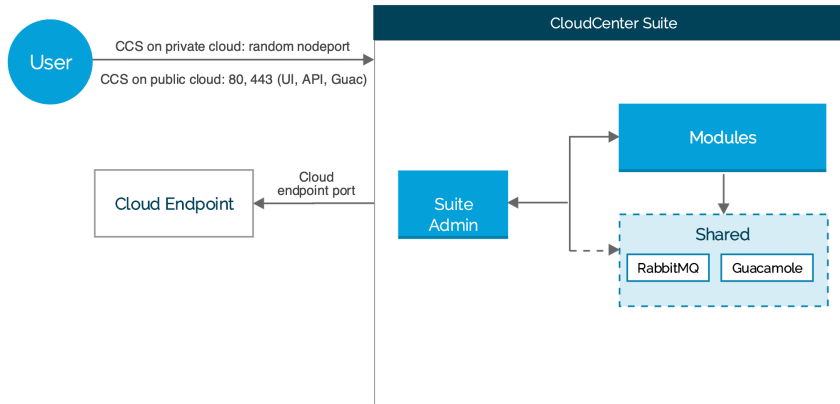 CloudCenter Suite
User
CCS on private cloud: random nodeport
CCS on public cloud: 80, 443 (UI, API, Guac)
Cloud Endpoint
Cloud
endpoint port
Suite
Admin
Modules
Shared
RabbitMQ
Guacamole